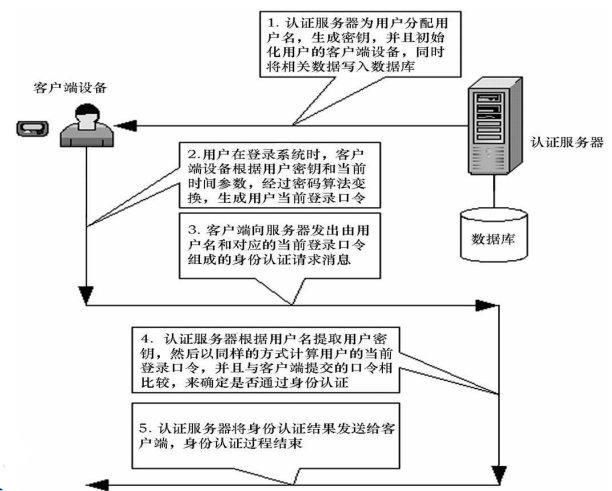 1. 认证服务器为用户分配用
户名，生成密钥，并且初始
化用户的客户端设备，同时
将相关数据写入数据库
客户端设备
认证服务器
2.用户在登录系统时，客户
端设备根据用户密钥和当前
时间参数，经过密码算法变
换，生成用户当前登录口令
数据库
3. 客户端向服务器发出由用
户名和对应的当前登录口令
组成的身份认证请求消息
4. 认证服务器根据用户名提取用户密
钥，然后以同样的方式计算用户的当前
登录口令，并且与客户端提交的口令相
比较，来确定是否通过身份认证
5. 认证服务器将身份认证结果发送给客
户端，身份认证过程结束